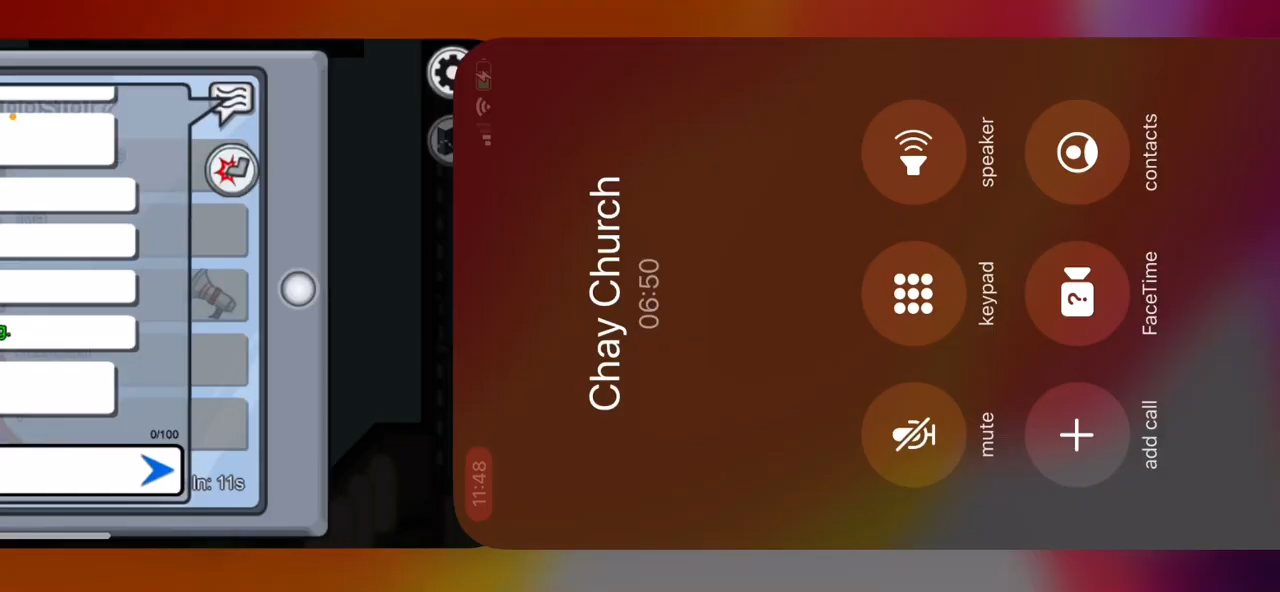 0/100
In: 11s
11:48
Chay Church
06:50
mute
keypad
speaker
add call
FaceTime
contacts